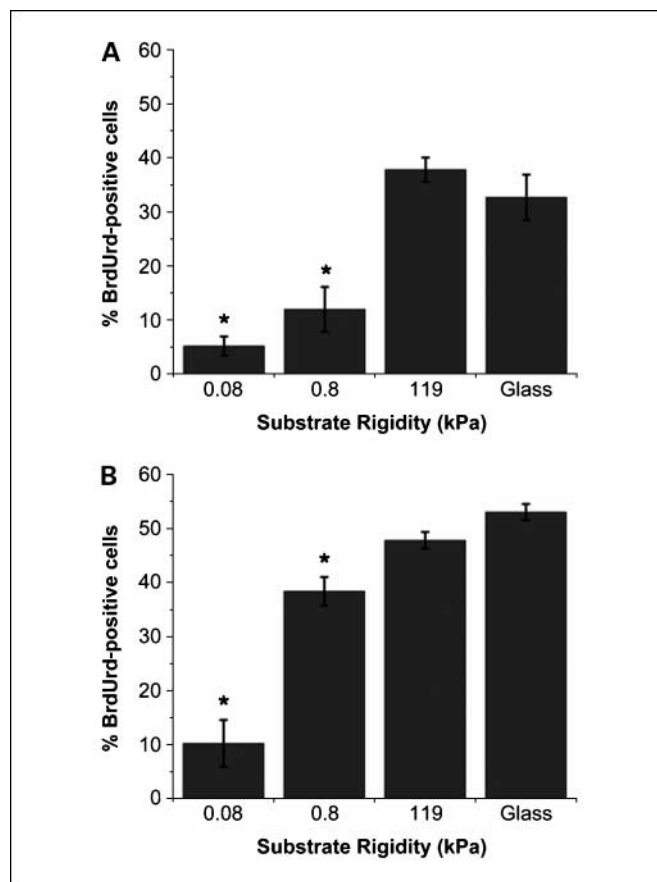 A
60
50
40
30
20
10
0
% BrdUrd-positive cells
*
*
0.08 0.8 119 Glass
Substrate Rigidity (kPa)
B
60
50
40
30
20
10
0
% BrdUrd-positive cells
*
*
0.08 0.8 119 Glass
Substrate Rigidity (kPa)